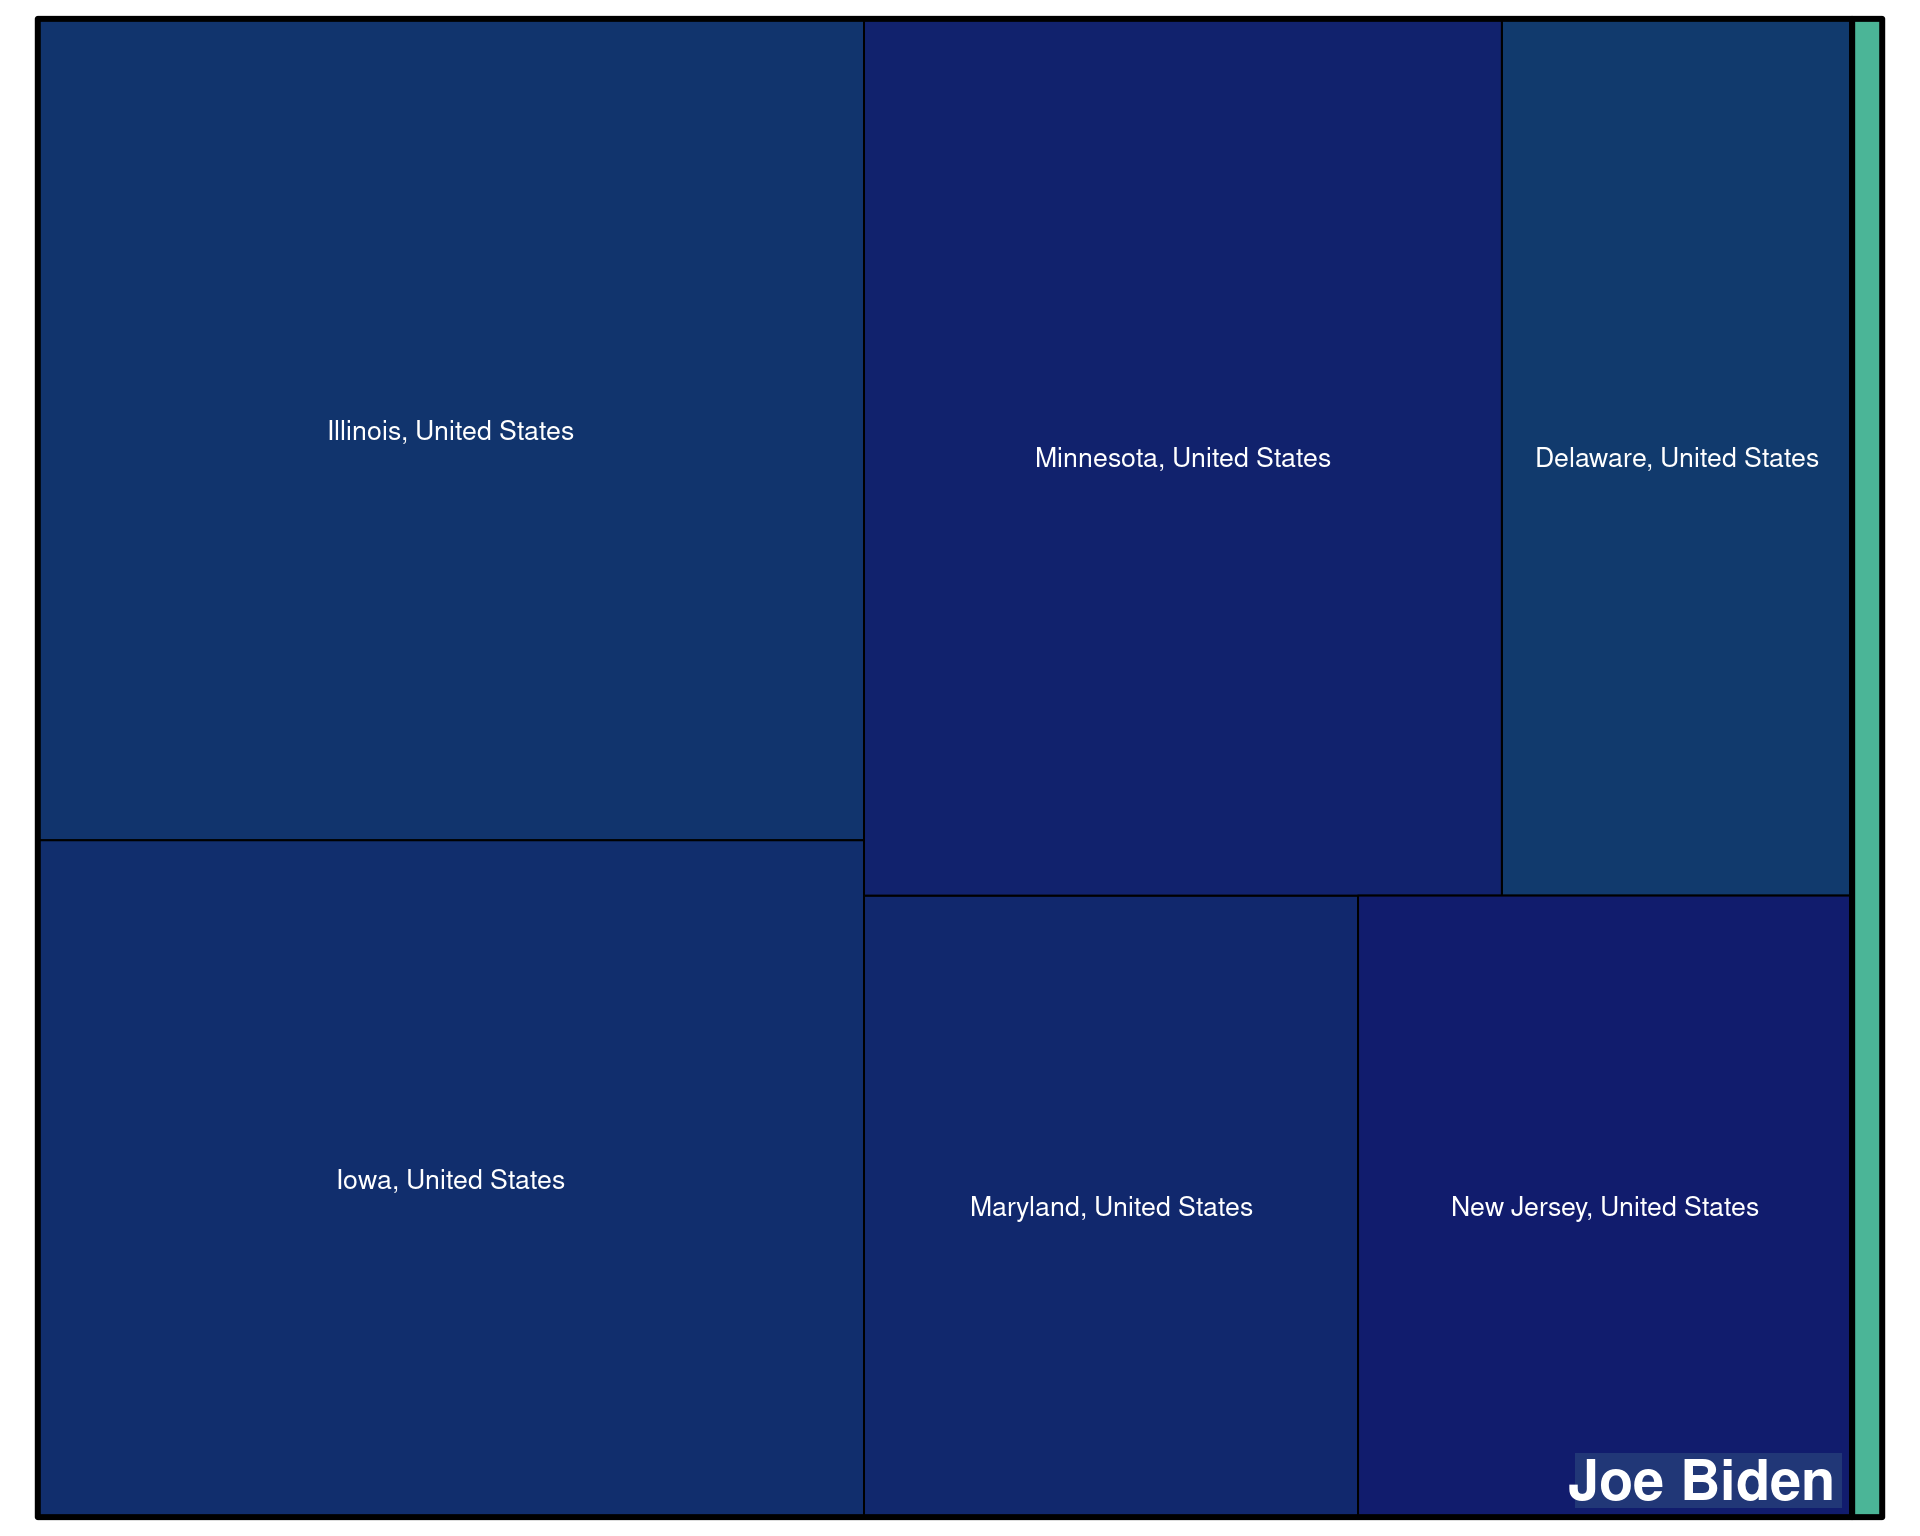 Illinois, United States
Minnesota, United States
Delaware, United States
Iowa, United States
Maryland, United States
New Jersey, United States
Joe Biden